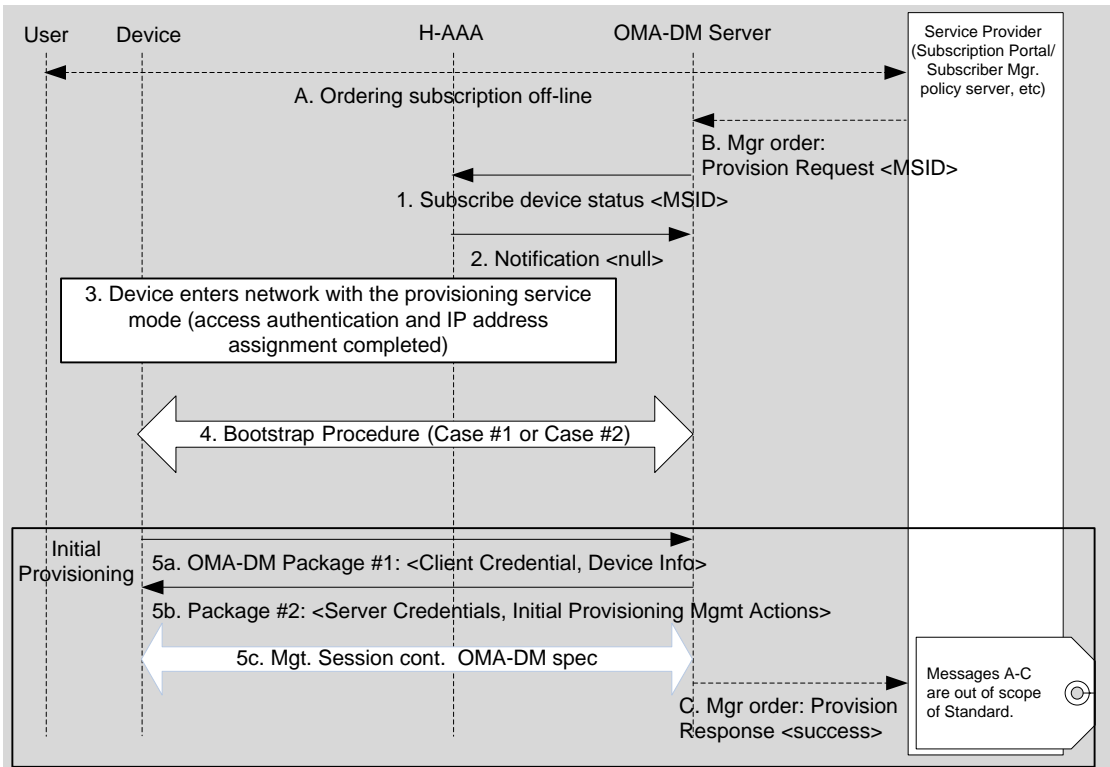 User
Device
H-AAA
OMA-DM Server
Service Provider
(Subscription Portal/
Subscriber Mgr.
policy server, etc)
A. Ordering subscription off-line
B. Mgr order:
Provision Request <MSID>
1. Subscribe device status <MSID>
2. Notification <null>
3. Device enters network with the provisioning service
mode (access authentication and IP address
assignment completed)
4. Bootstrap Procedure (Case #1 or Case #2)
Initial
Provisioning
5a. OMA-DM Package #1: <Client Credential, Device Info>
5b. Package #2: <Server Credentials, Initial Provisioning Mgmt Actions>
5c. Mgt. Session cont. OMA-DM spec
C. Mgr order: Provision
Response <success>
Messages A-C
are out of scope
of Standard.